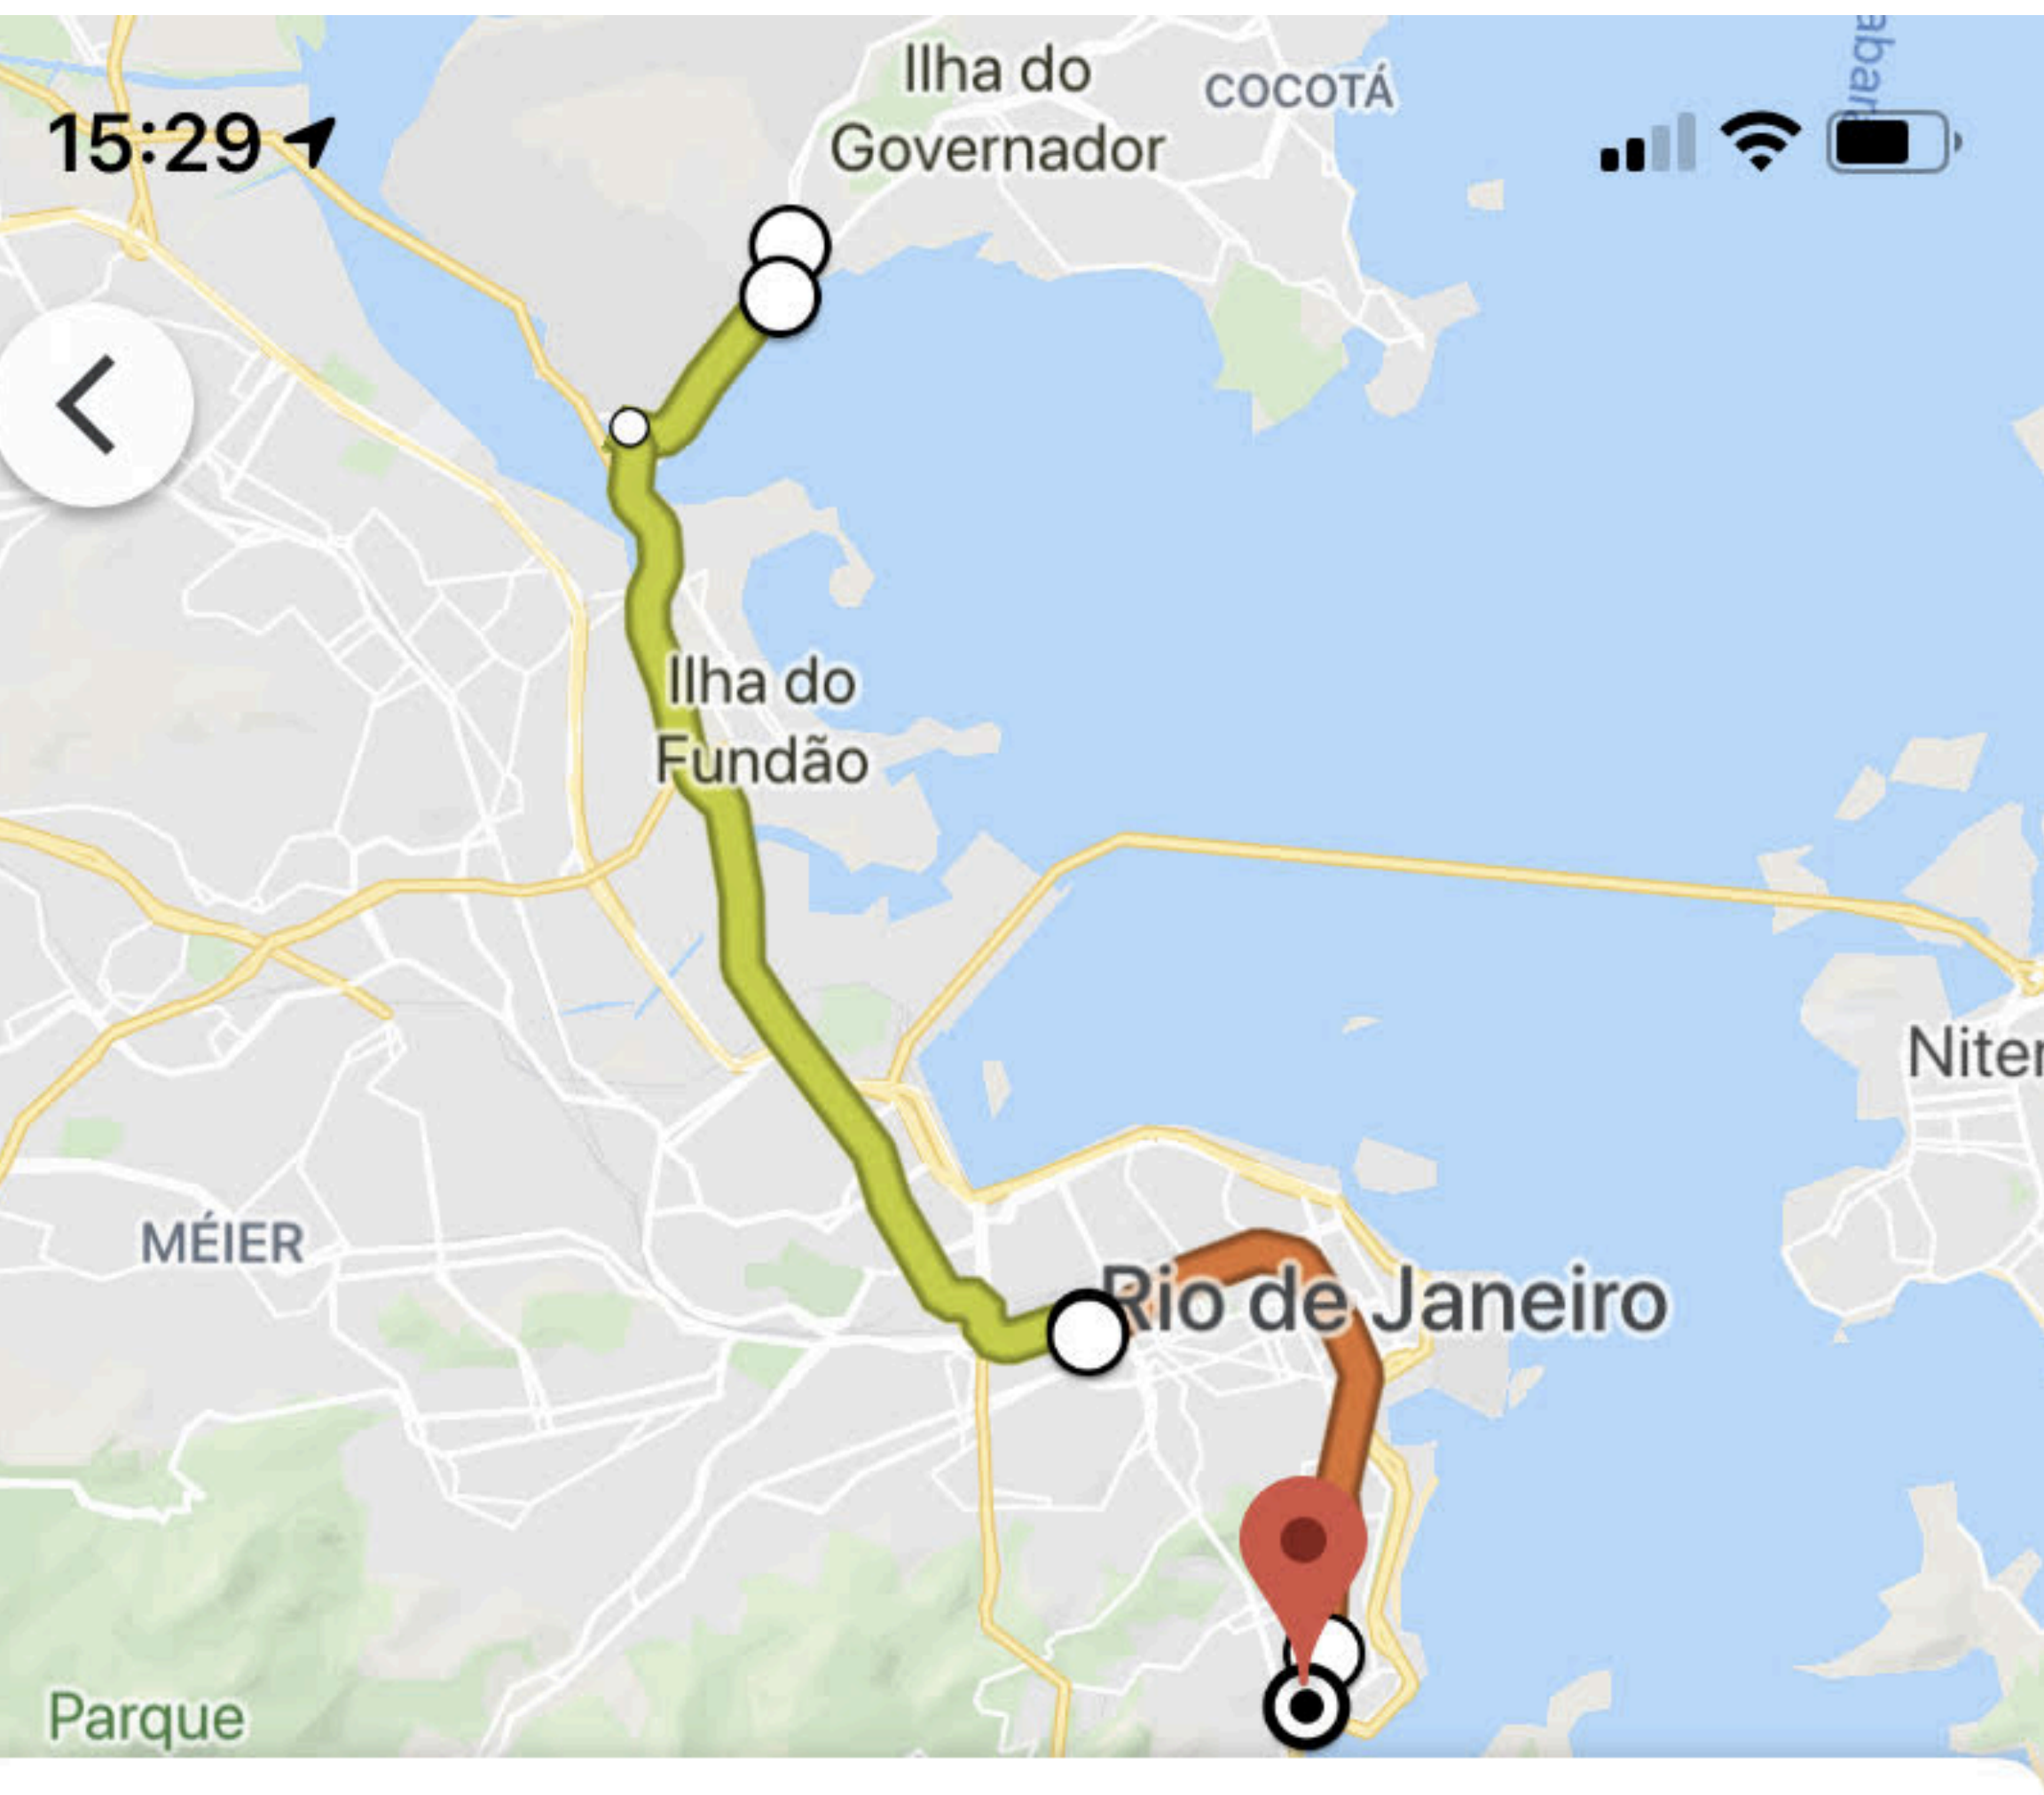 Ilha do
Governador
COCOTÁ
15:29
Ilha do
Fundão
Niter
MÉIER
Rio de Janeiro
Parque